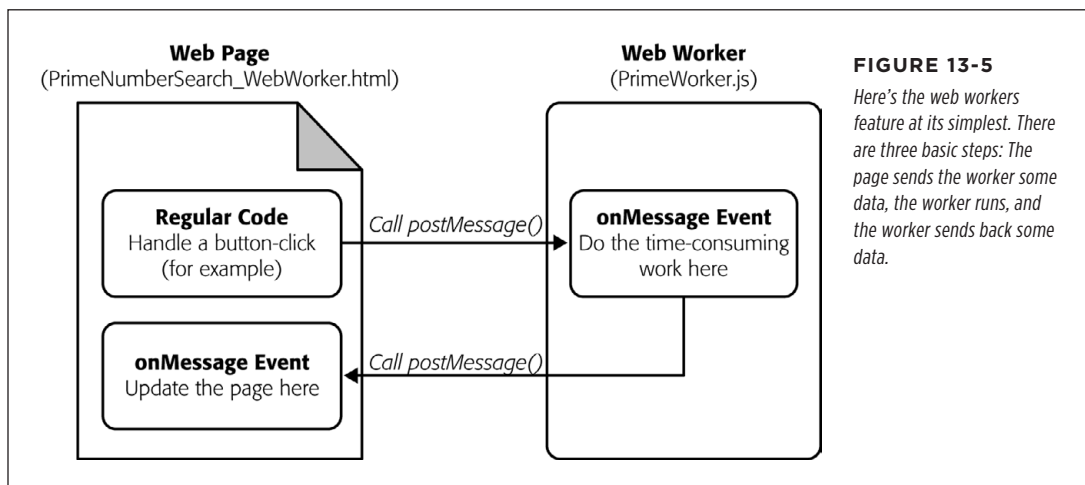 Web Page
(PrimeNumberSearch_WebWorker.html)
Regular Code
Handle a button-click
(for example)
onMessage Event
Update the page here
Call postMessage()
Call postMessage()
Web Worker
(PrimeWorker.js)
onMessage Event
Do the time-consuming
work here
FIGURE 13-5
Here's the web workers
feature at its simplest. There
are three basic steps: The
page sends the worker some
data, the worker runs, and
the worker sends back some
data.